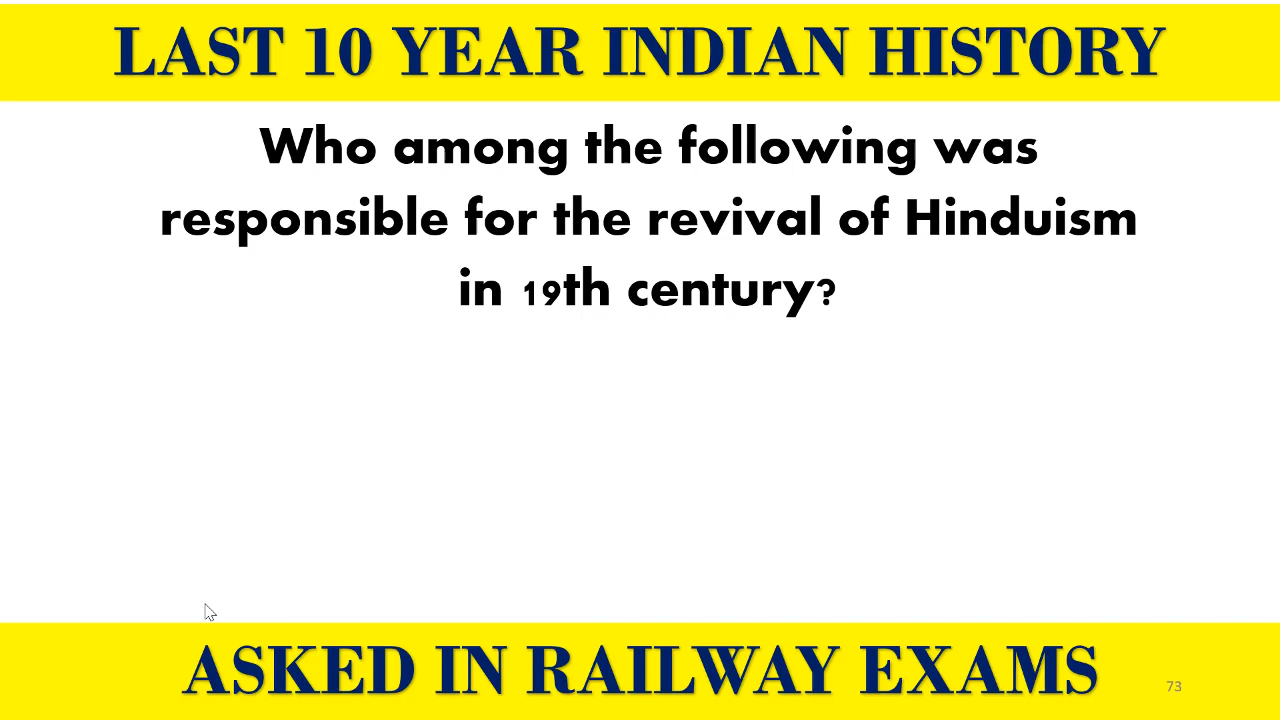 LAST 10 YEAR INDIAN HISTORY
Who among the following was
responsible for the revival of Hinduism
in 19th century?
ASKED IN RAILWAY EXAMS
73